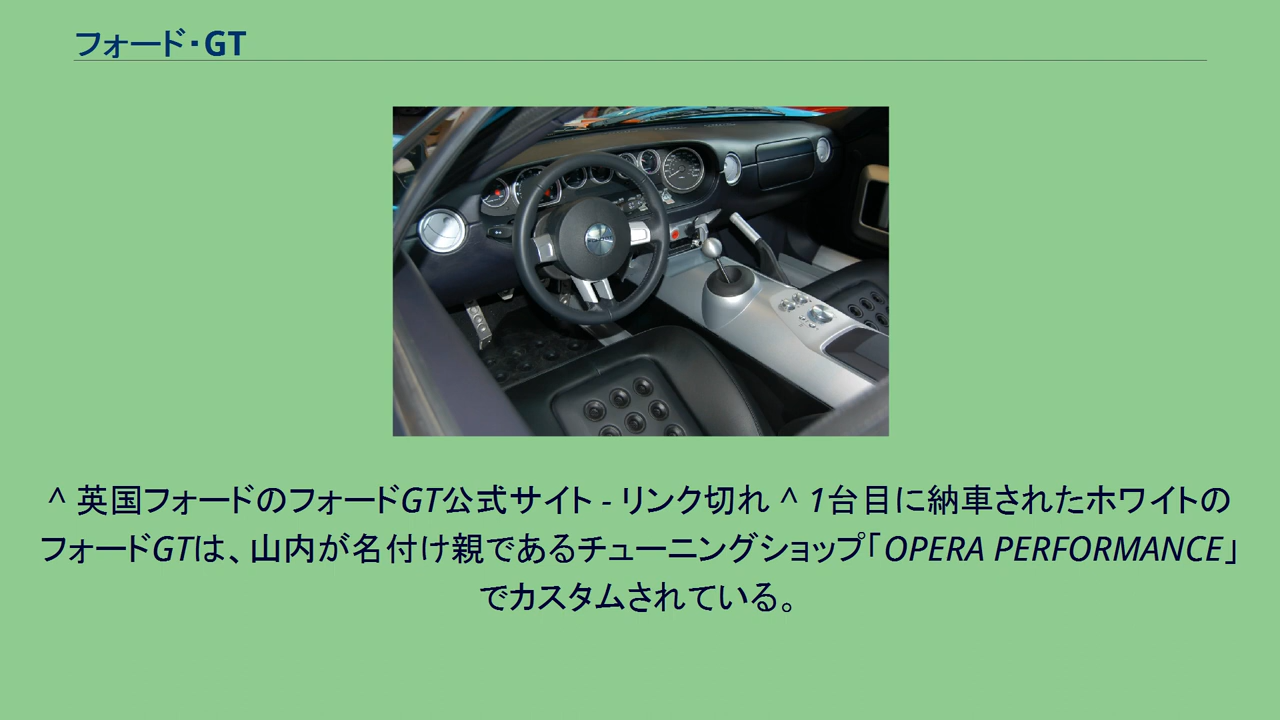 フォード・GT
^ 英国フォードのフォードGT公式サイト - リンク切れ ^ 1台目に納車されたホワイトの
フォードGTは、山内が名付け親であるチューニングショップ「OPERA PERFORMANCE」
でカスタムされている。